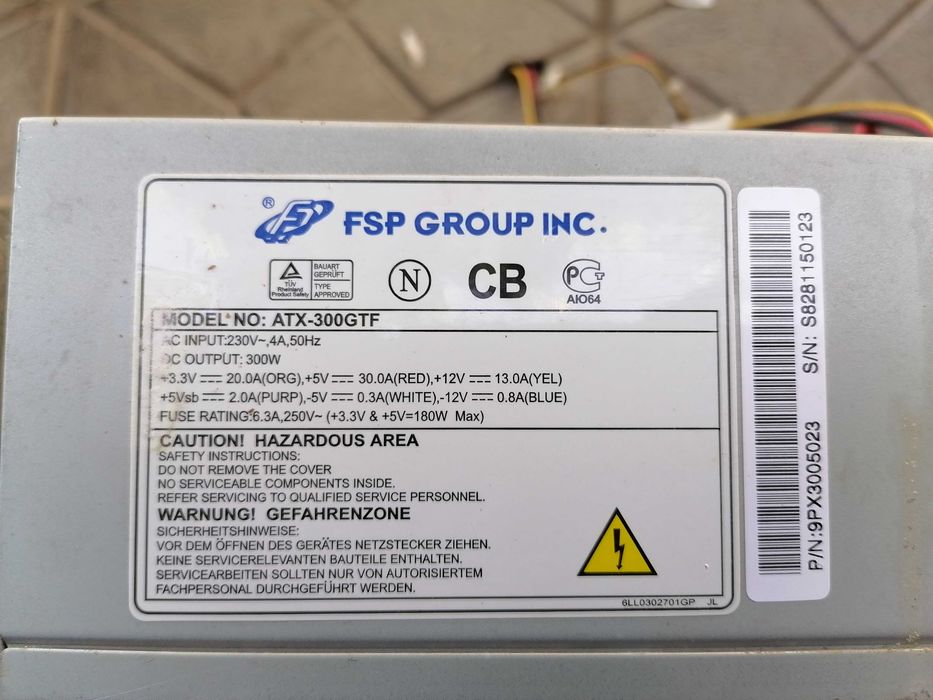 ® FSP GROUP INC.
TÜV
Rheinland
Product Safety
BAUART
GEPRÜFT
TYPE
APPROVED
N
CB
PCT
АЮ64
MODEL NO: ATX-300GTF
AC INPUT:230V~,4A,50Hz
DC OUTPUT: 300W
+3.3V ⎓ 20.0A(ORG),+5V ⎓ 30.0A(RED),+12V ⎓ 13.0A(YEL)
+5Vsb ⎓ 2.0A(PURP),-5V ⎓ 0.3A(WHITE),-12V ⎓ 0.8A(BLUE)
FUSE RATING:6.3A,250V~ (+3.3V & +5V=180W Max)
CAUTION! HAZARDOUS AREA
SAFETY INSTRUCTIONS:
DO NOT REMOVE THE COVER
NO SERVICEABLE COMPONENTS INSIDE.
REFER SERVICING TO QUALIFIED SERVICE PERSONNEL.
WARNUNG! GEFAHRENZONE
SICHERHEITSHINWEISE:
VOR DEM ÖFFNEN DES GERÄTES NETZSTECKER ZIEHEN.
KEINE SERVICERELEVANTEN BAUTEILE ENTHALTEN.
SERVICEARBEITEN SOLLTEN NUR VON AUTORISIERTEM
FACHPERSONAL DURCHGEFÜHRT WERDEN.
6LL0302701GP JL
S/N: S8281150123
P/N:9PX3005023